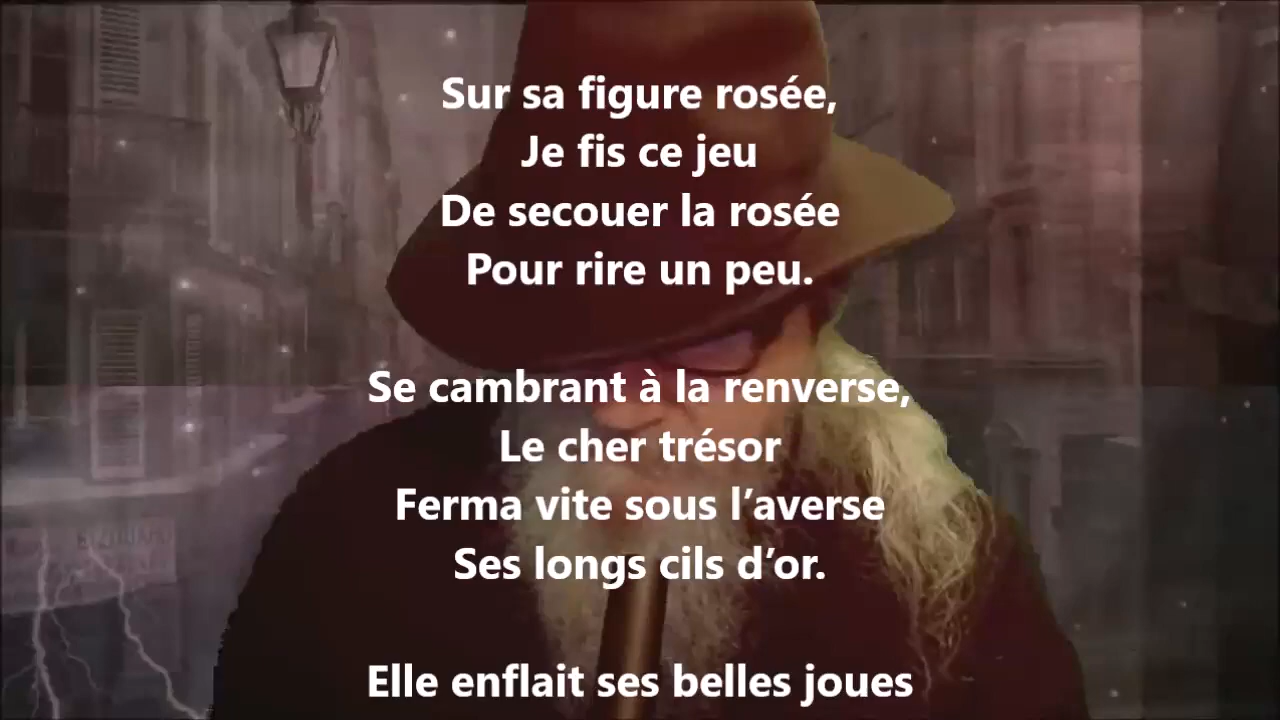 Sur sa figure rosée,
Je fis ce jeu
De secouer la rosée
Pour rire un peu.
Se cambrant à la renverse,
Le cher trésor
Ferma vite sous l’averse
Ses longs cils d’or.
Elle enflait ses belles joues